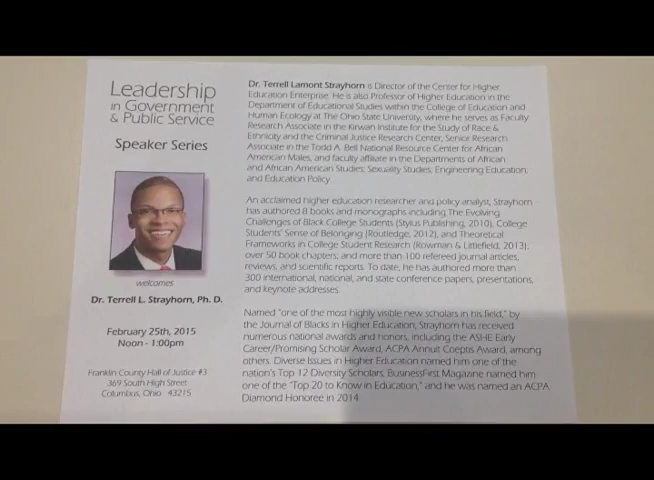 Leadership
in Government
& Public Service
Speaker Series
welcomes
Dr. Terrell L. Strayhorn, Ph. D.
February 25th, 2015
Noon - 1:00pm
Franklin County Hall of Justice #3
369 South High Street
Columbus, Ohio 43215
Dr. Terrell Lamont Strayhorn is Director of the Center for Higher
Education Enterprise. He is also Professor of Higher Education in the
Department of Educational Studies within the College of Education and
Human Ecology at The Ohio State University, where he serves as Faculty
Research Associate in the Kirwan Institute for the Study of Race &
Ethnicity and the Criminal Justice Research Center, Senior Research
Associate in the Todd A. Bell National Resource Center for African
American Males, and faculty affiliate in the Departments of African
and African American Studies; Sexuality Studies; Engineering Education;
and Education Policy.
An acclaimed higher education researcher and policy analyst, Strayhorn
has authored 8 books and monographs including The Evolving
Challenges of Black College Students (Stylus Publishing, 2010), College
Students' Sense of Belonging (Routledge, 2012), and Theoretical
Frameworks in College Student Research (Rowman & Littlefield, 2013),
over 50 book chapters, and more than 100 refereed journal articles,
reviews, and scientific reports. To date, he has authored more than
300 international, national, and state conference papers, presentations,
and keynote addresses.
Named "one of the most highly visible new scholars in his field," by
the Journal of Blacks in Higher Education, Strayhorn has received
numerous national awards and honors, including the ASHE Early
Career/Promising Scholar Award, ACPA Annuit Coeptis Award, among
others. Diverse Issues in Higher Education named him one of the
nation's Top 12 Diversity Scholars, BusinessFirst Magazine named him
one of the "Top 20 to Know in Education," and he was named an ACPA
Diamond Honoree in 2014.